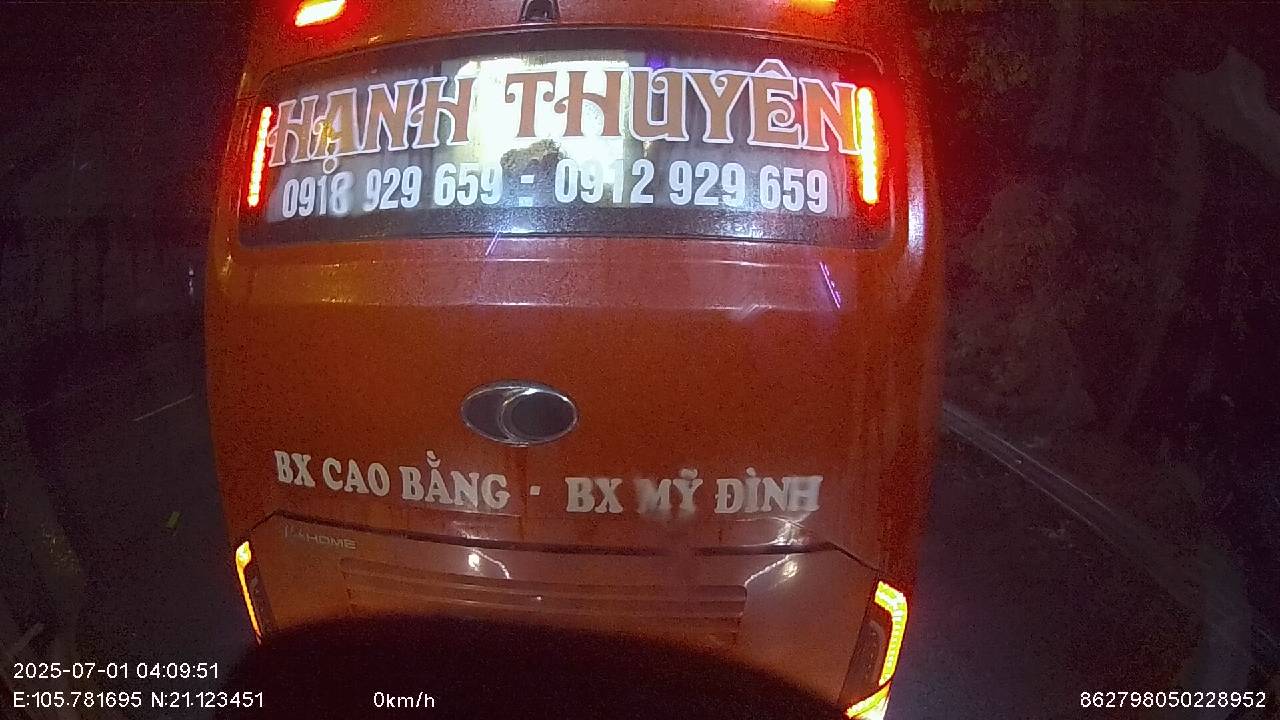 HẠNH THUYÊN
0918 929 659 - 0912 929 659
BX CAO BẰNG - BX MỸ ĐÌNH
HOME
2025-07-01 04:09:51
E:105.781695 N:21.123451 0km/h 862798050228952